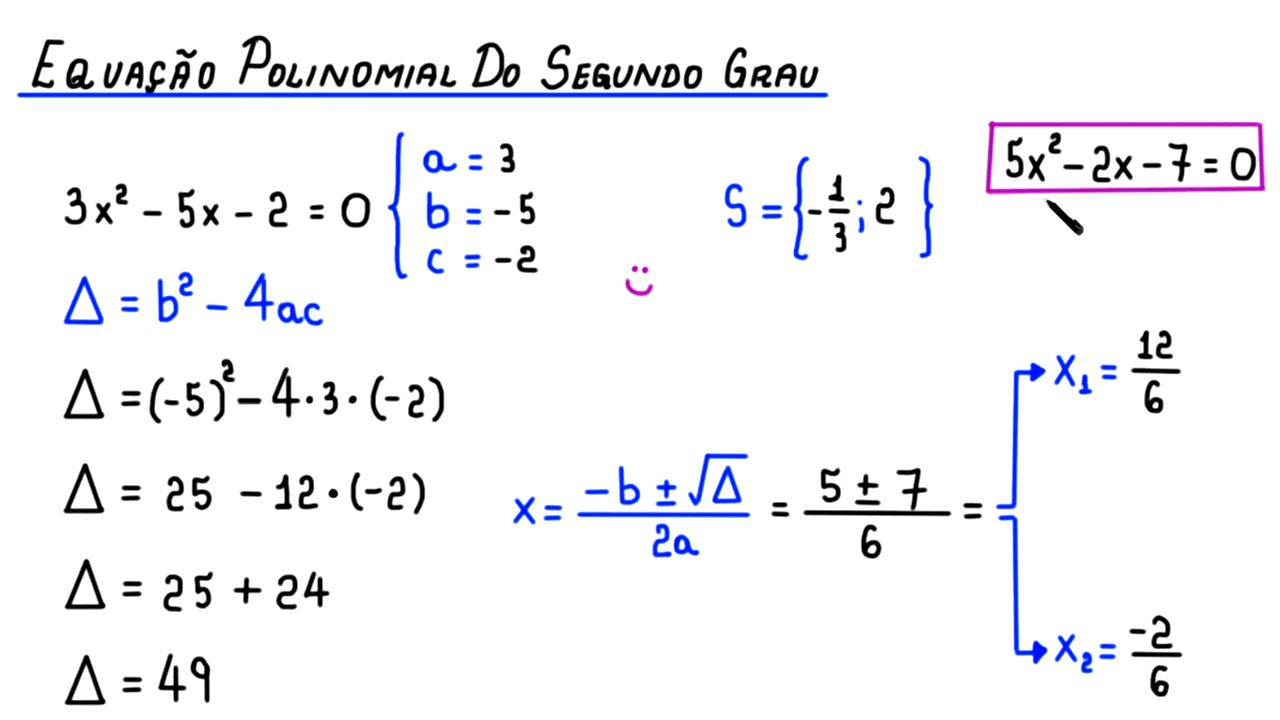 EQUAÇÃO POLINOMIAL DO SEGUNDO GRAU
5x² - 2x - 7 = 0
3x² - 5x - 2 = 0
a = 3
b = -5
c = -2
S = {-1/3; 2}
Δ = b² - 4ac
Δ = (-5)² - 4·3·(-2)
Δ = 25 - 12·(-2)
Δ = 25 + 24
Δ = 49
x = (-b ± √Δ)/2a = (5 ± 7)/6 =
x₁ = 12/6
x₂ = -2/6